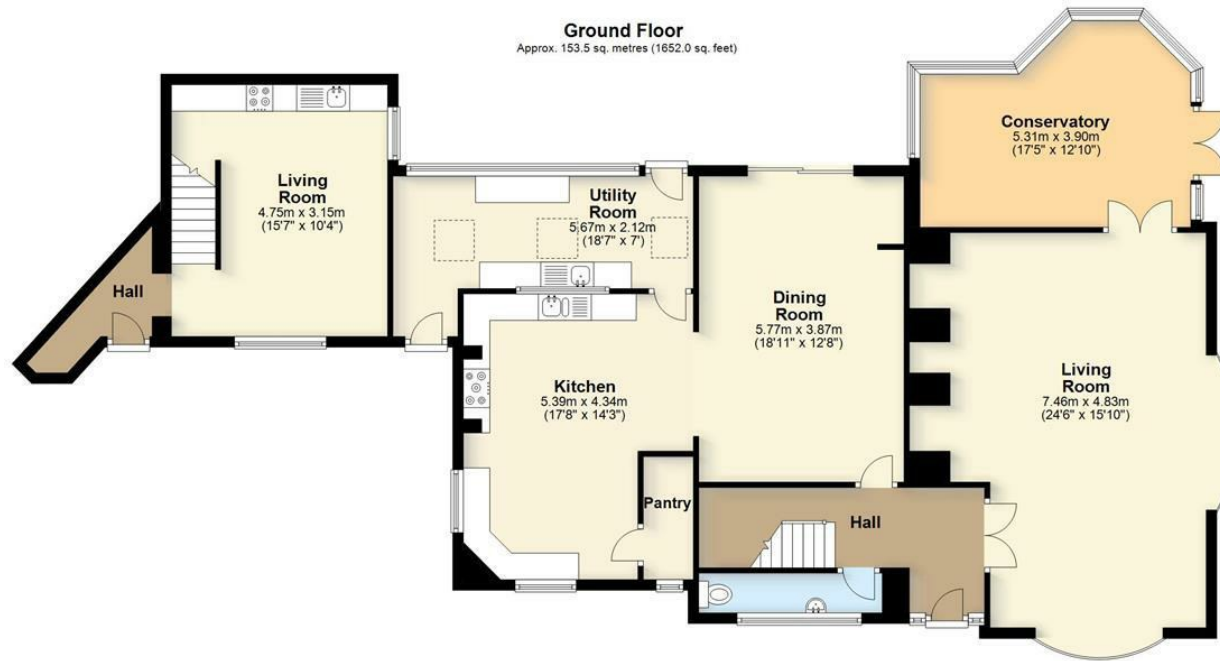 Ground Floor
Approx. 153.5 sq. metres (1652.0 sq. feet)
Conservatory
5.31m x 3.90m
(17'5" x 12'10")
Living
Room
4.75m x 3.15m
(15'7" x 10'4")
Utility
Room
5.67m x 2.12m
(18'7" x 7')
Hall
Dining
Room
5.77m x 3.87m
(18'11" x 12'8")
Kitchen
5.39m x 4.34m
(17'8" x 14'3")
Living
Room
7.46m x 4.83m
(24'6" x 15'10")
Pantry
Hall